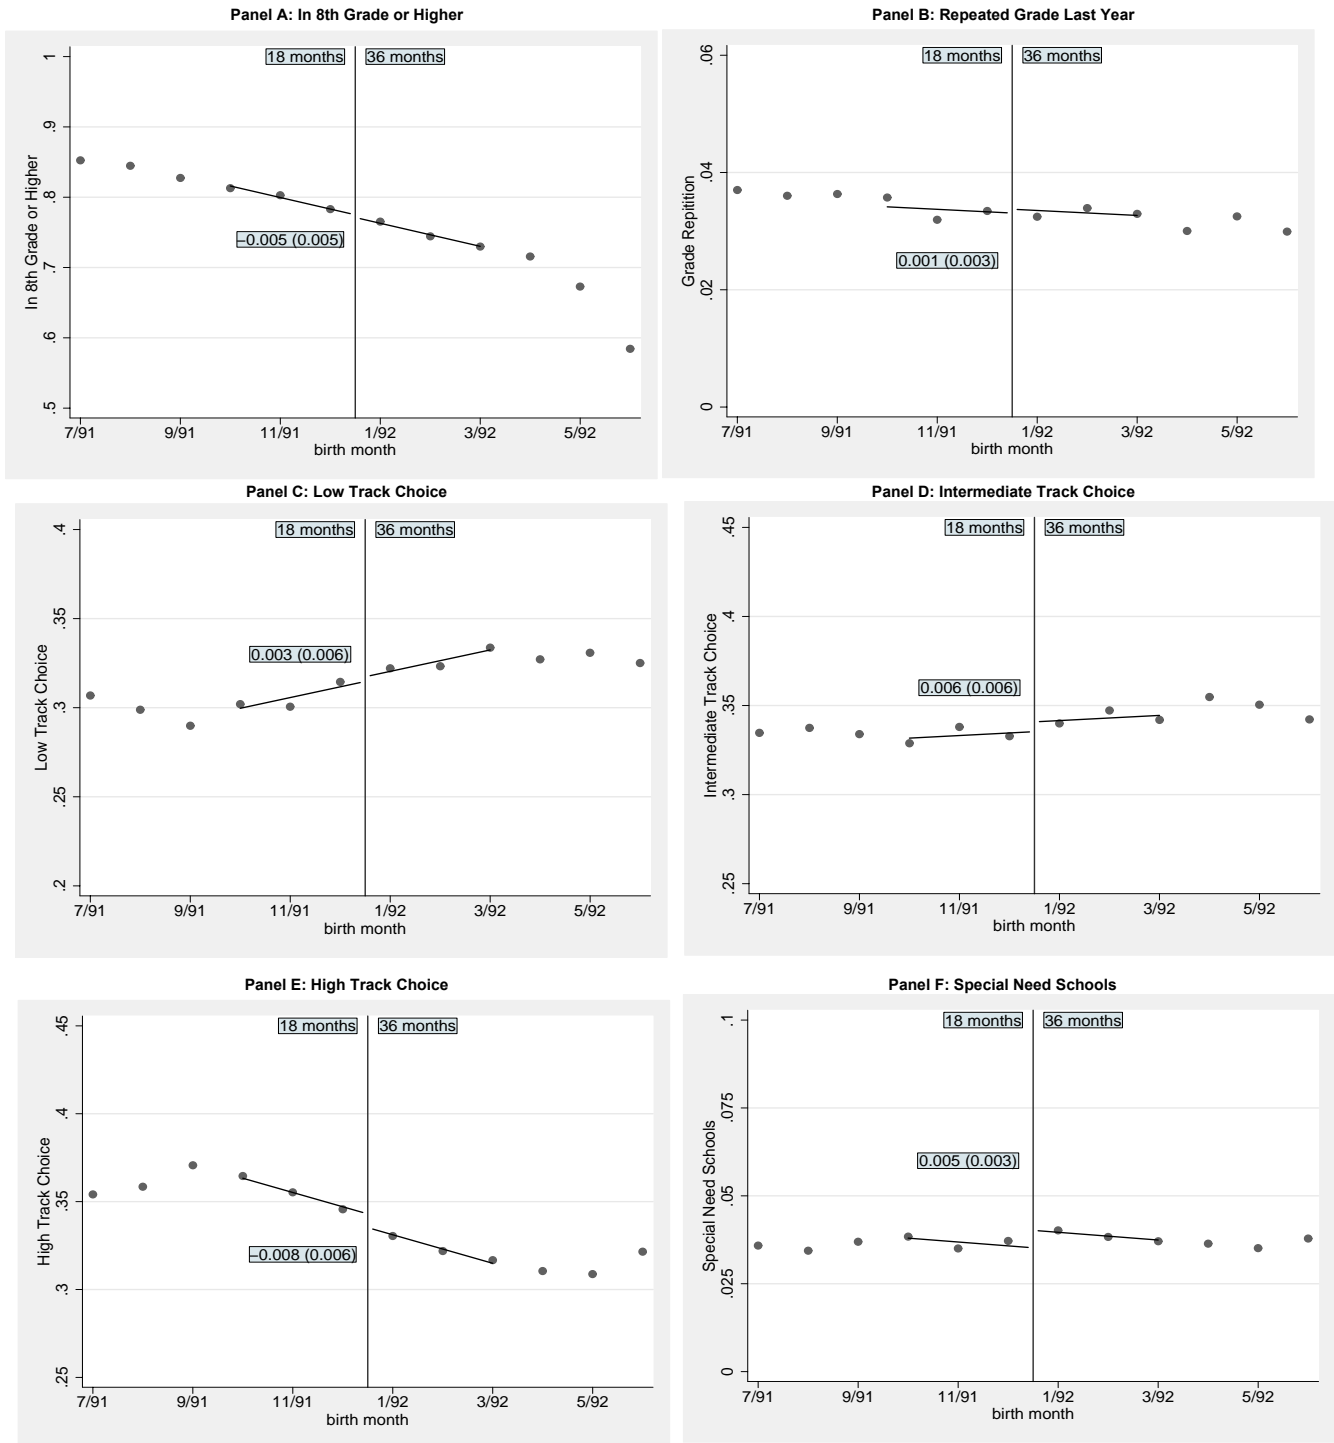 Panel A: In 8th Grade or Higher
18 months 36 months
1
.9
.8
.7
.6
.5
In 8th Grade or Higher
−0.005 (0.005)
7/91 9/91 11/91 1/92 3/92 5/92
birth month
Panel B: Repeated Grade Last Year
18 months 36 months
.06
.04
.02
0
Grade Repitition
0.001 (0.003)
7/91 9/91 11/91 1/92 3/92 5/92
birth month
Panel C: Low Track Choice
18 months 36 months
.4
.35
.3
.25
.2
Low Track Choice
0.003 (0.006)
7/91 9/91 11/91 1/92 3/92 5/92
birth month
Panel D: Intermediate Track Choice
18 months 36 months
.45
.4
.35
.3
.25
Intermediate Track Choice
0.006 (0.006)
7/91 9/91 11/91 1/92 3/92 5/92
birth month
Panel E: High Track Choice
18 months 36 months
.45
.4
.35
.3
.25
High Track Choice
−0.008 (0.006)
7/91 9/91 11/91 1/92 3/92 5/92
birth month
Panel F: Special Need Schools
18 months 36 months
.1
.075
.05
.025
0
Special Need Schools
0.005 (0.003)
7/91 9/91 11/91 1/92 3/92 5/92
birth month